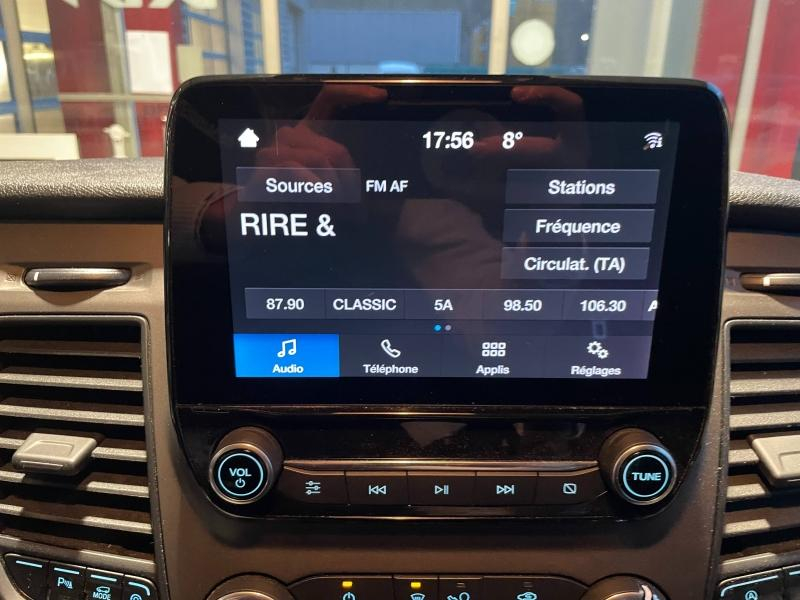 17:56 8°
Sources FM AF Stations
RIRE &
Fréquence
Circulat. (TA)
87.90 CLASSIC 5A 98.50 106.30
Audio Téléphone Applis Réglages
VOL TUNE
MODE